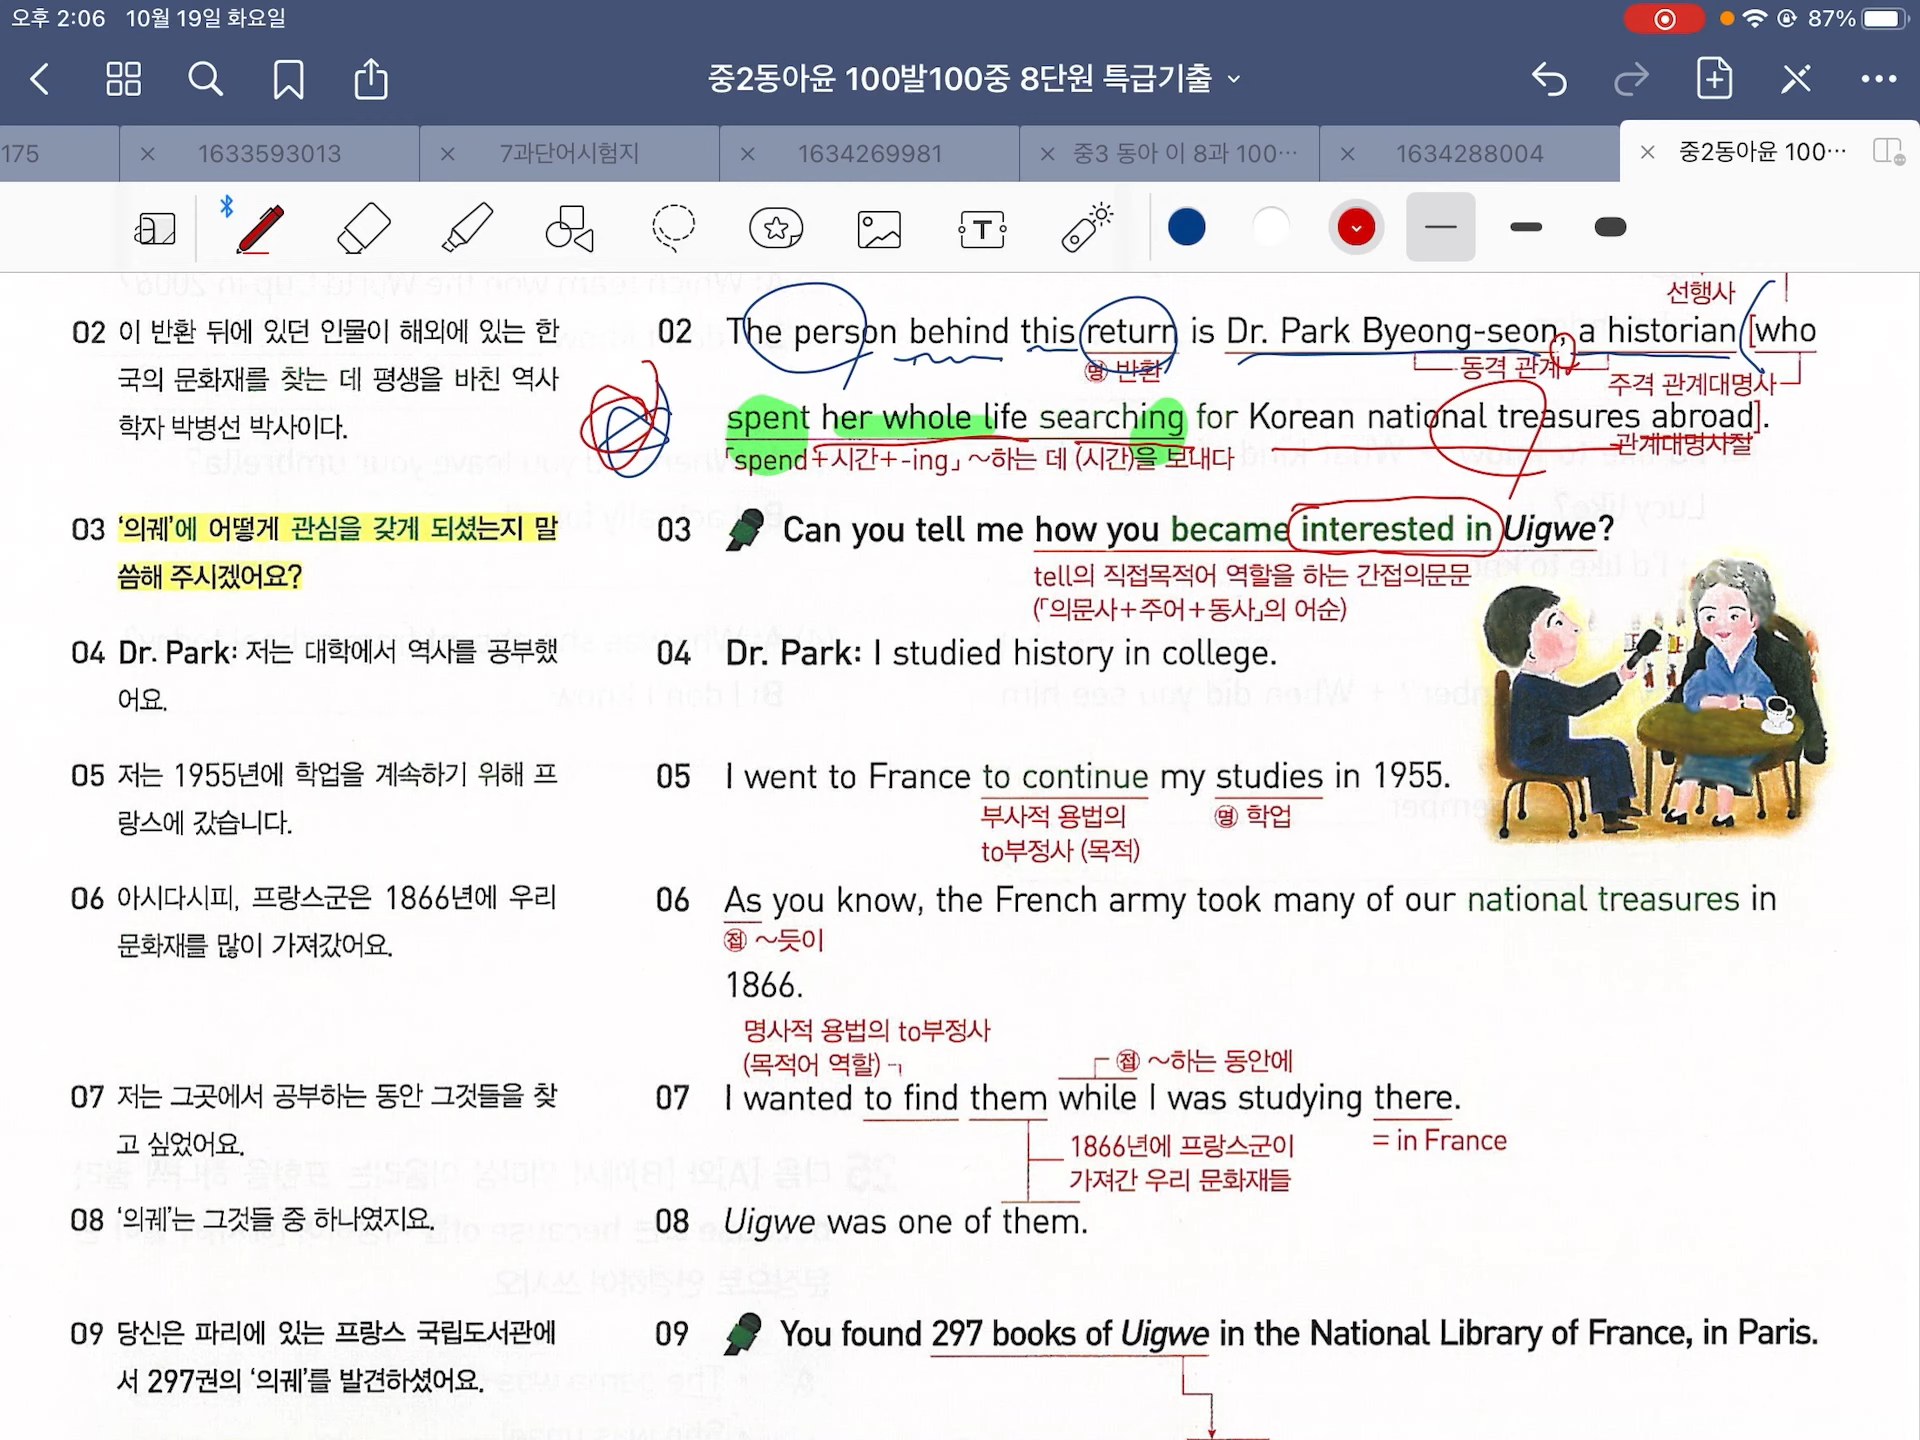 오후 2:06 10월 19일 화요일
87%
중2동아윤 100발100중 8단원 특급기출
175
1633593013
7과단어시험지
1634269981
중3 동아 이 8과 100…
1634288004
중2동아윤 100…
선행사
02 이 반환 뒤에 있던 인물이 해외에 있는 한
국의 문화재를 찾는 데 평생을 바친 역사
학자 박병선 박사이다.
02 The person behind this return is Dr. Park Byeong-seon, a historian [who
명 반환
동격 관계
주격 관계대명사
spent her whole life searching for Korean national treasures abroad].
「spend+시간+-ing」 ~하는 데 (시간)을 보내다
관계대명사절
03 '의궤'에 어떻게 관심을 갖게 되셨는지 말
씀해 주시겠어요?
03 Can you tell me how you became interested in Uigwe?
tell의 직접목적어 역할을 하는 간접의문문
(「의문사+주어+동사」의 어순)
04 Dr. Park: 저는 대학에서 역사를 공부했
어요.
04 Dr. Park: I studied history in college.
05 저는 1955년에 학업을 계속하기 위해 프
랑스에 갔습니다.
05 I went to France to continue my studies in 1955.
부사적 용법의
to부정사 (목적)
명 학업
06 아시다시피, 프랑스군은 1866년에 우리
문화재를 많이 가져갔어요.
06 As you know, the French army took many of our national treasures in
접 ~듯이
1866.
명사적 용법의 to부정사
(목적어 역할)
접 ~하는 동안에
07 저는 그곳에서 공부하는 동안 그것들을 찾
고 싶었어요.
07 I wanted to find them while I was studying there.
1866년에 프랑스군이
가져간 우리 문화재들
= in France
08 '의궤'는 그것들 중 하나였지요.
08 Uigwe was one of them.
09 당신은 파리에 있는 프랑스 국립도서관에
서 297권의 '의궤'를 발견하셨어요.
09 You found 297 books of Uigwe in the National Library of France, in Paris.